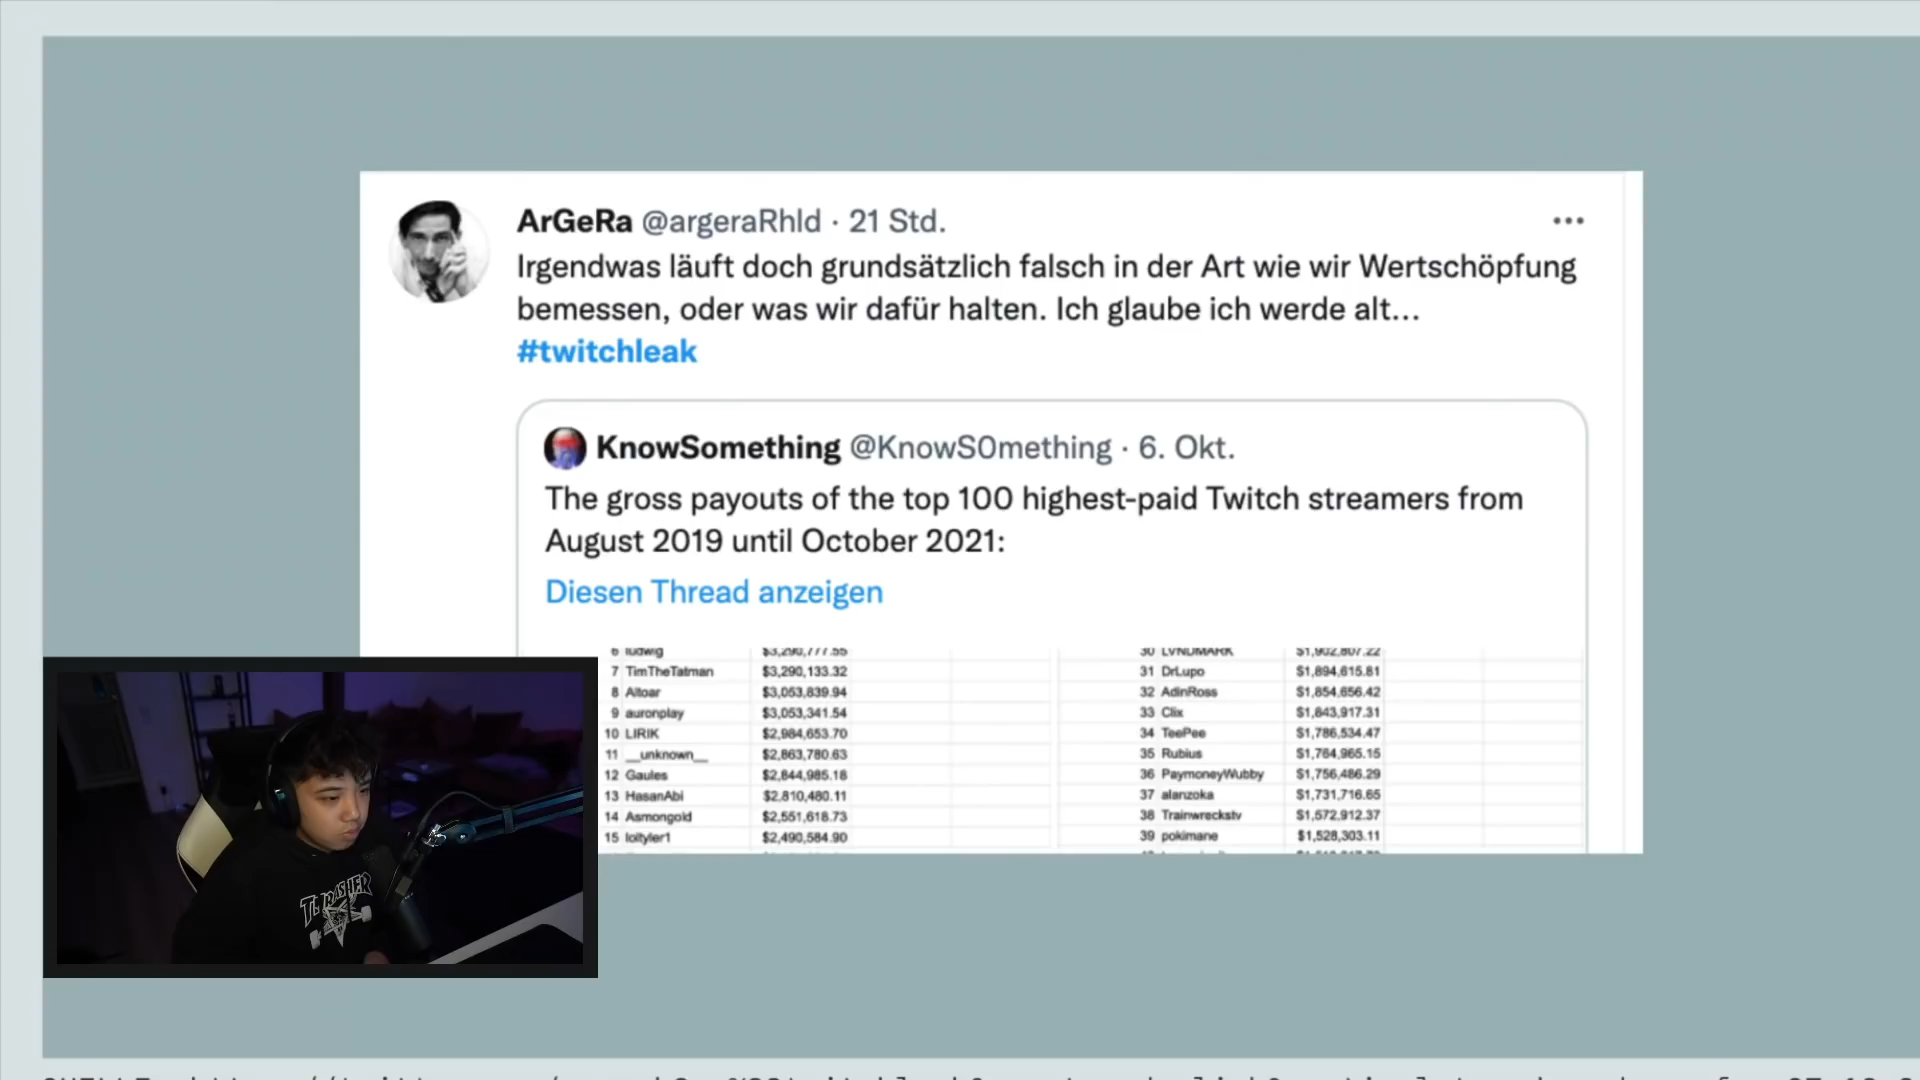 ArGeRa @argeraRhld · 21 Std.
Irgendwas läuft doch grundsätzlich falsch in der Art wie wir Wertschöpfung
bemessen, oder was wir dafür halten. Ich glaube ich werde alt...
#twitchleak
KnowSomething @KnowS0mething · 6. Okt.
The gross payouts of the top 100 highest-paid Twitch streamers from
August 2019 until October 2021:
Diesen Thread anzeigen
6 ludwig $3,290,777.55 30 LVNDMARK $1,902,807.22
7 TimTheTatman $3,290,133.32 31 DrLupo $1,894,615.81
8 Altoar $3,053,839.94 32 AdinRoss $1,854,656.42
9 auronplay $3,053,341.54 33 Clix $1,843,917.31
10 LIRIK $2,984,653.70 34 TeePee $1,786,534.47
11 __unknown__ $2,863,780.63 35 Rubius $1,764,965.15
12 Gaules $2,844,985.18 36 PaymoneyWubby $1,756,486.29
13 HasanAbi $2,810,480.11 37 alanzoka $1,731,716.65
14 Asmongold $2,551,618.73 38 Trainwreckstv $1,572,912.37
15 loltyler1 $2,490,584.90 39 pokimane $1,528,303.11
THRASHER